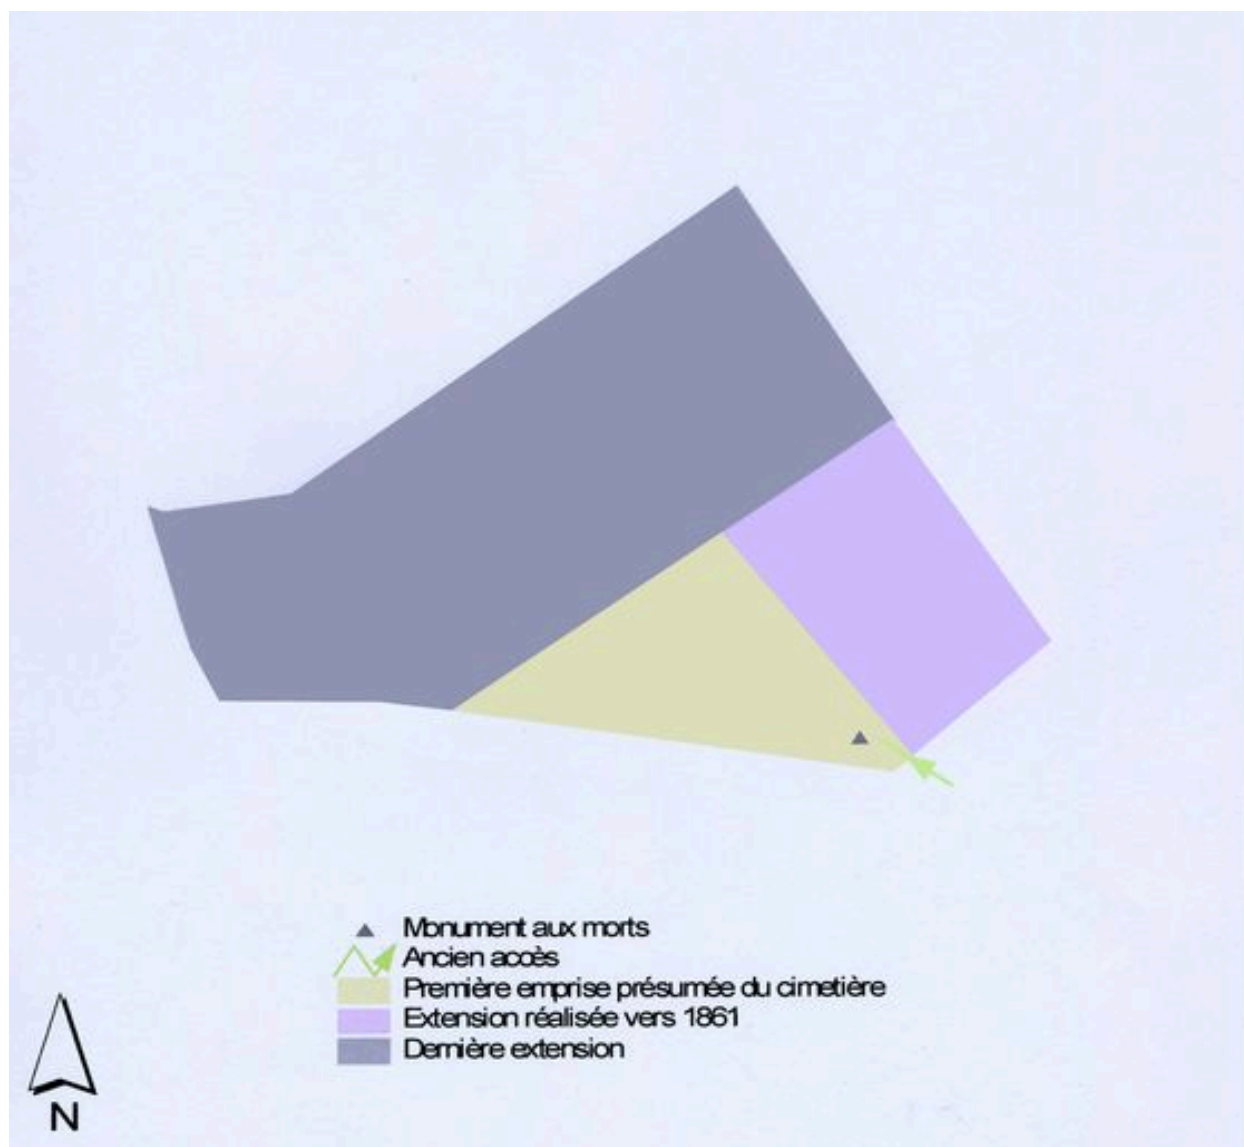 Monument aux morts
Ancien accès
Première emprise présumée du cimetière
Extension réalisée vers 1861
Dernière extension
N